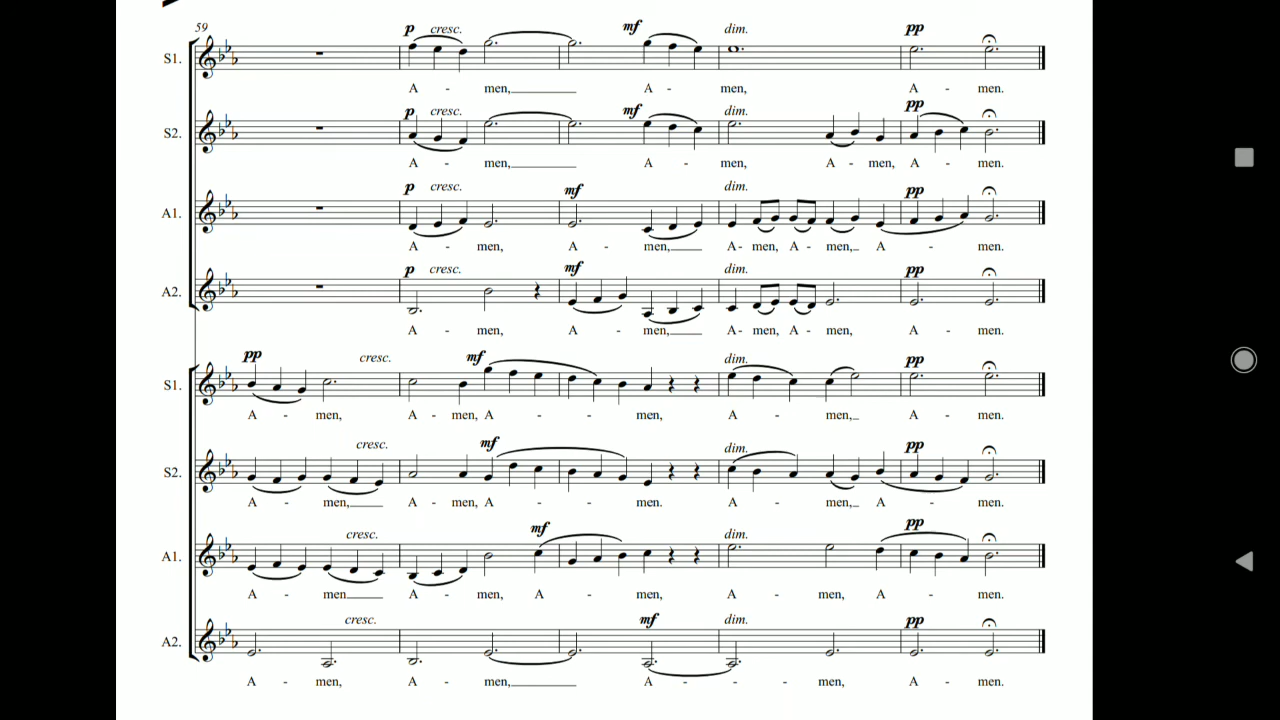 59
p cresc. mf dim. pp
S1.
A - men, A - men, A - men.
p cresc. mf dim. pp
S2.
A - men, A - men, A - men, A - men.
p cresc. mf dim. pp
A1.
A - men, A - men, A- men, A - men, A - men.
p cresc. mf dim. pp
A2.
A - men, A - men, A- men, A - men, A - men.
pp cresc. mf dim. pp
S1.
A - men, A - men, A - - - men, A - men, A - men.
cresc. mf dim. pp
S2.
A - men, A - men, A - - - men. A - men, A - men.
cresc. mf dim. pp
A1.
A - men A - men, A - men, A - men, A - men.
cresc. mf dim. pp
A2.
A - men, A - men, A - - - men, A - men.